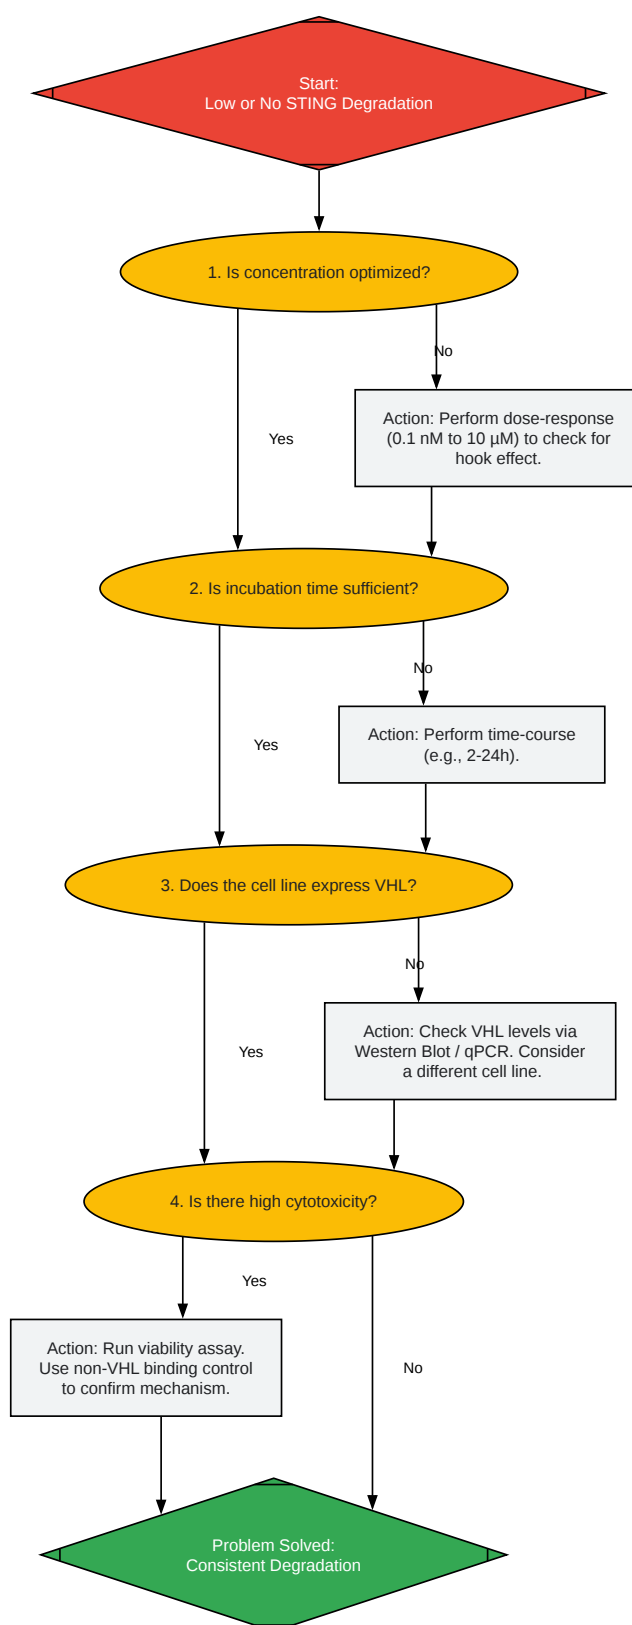 Start:
Low or No STING Degradation
1. Is concentration optimized?
No
Action: Perform dose-response
(0.1 nM to 10 µM) to check for
hook effect.
Yes
2. Is incubation time sufficient?
No
Action: Perform time-course
(e.g., 2-24h).
Yes
3. Does the cell line express VHL?
No
Action: Check VHL levels via
Western Blot / qPCR. Consider
a different cell line.
Yes
4. Is there high cytotoxicity?
Yes
Action: Run viability assay.
Use non-VHL binding control
to confirm mechanism.
No
Problem Solved:
Consistent Degradation